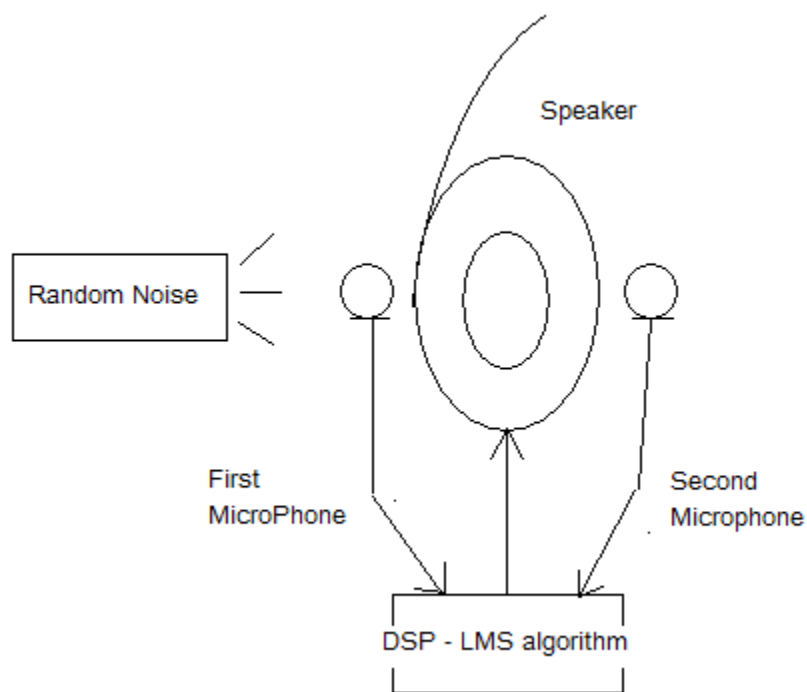 Speaker
Random Noise
First
MicroPhone
Second
Microphone
DSP - LMS algorithm